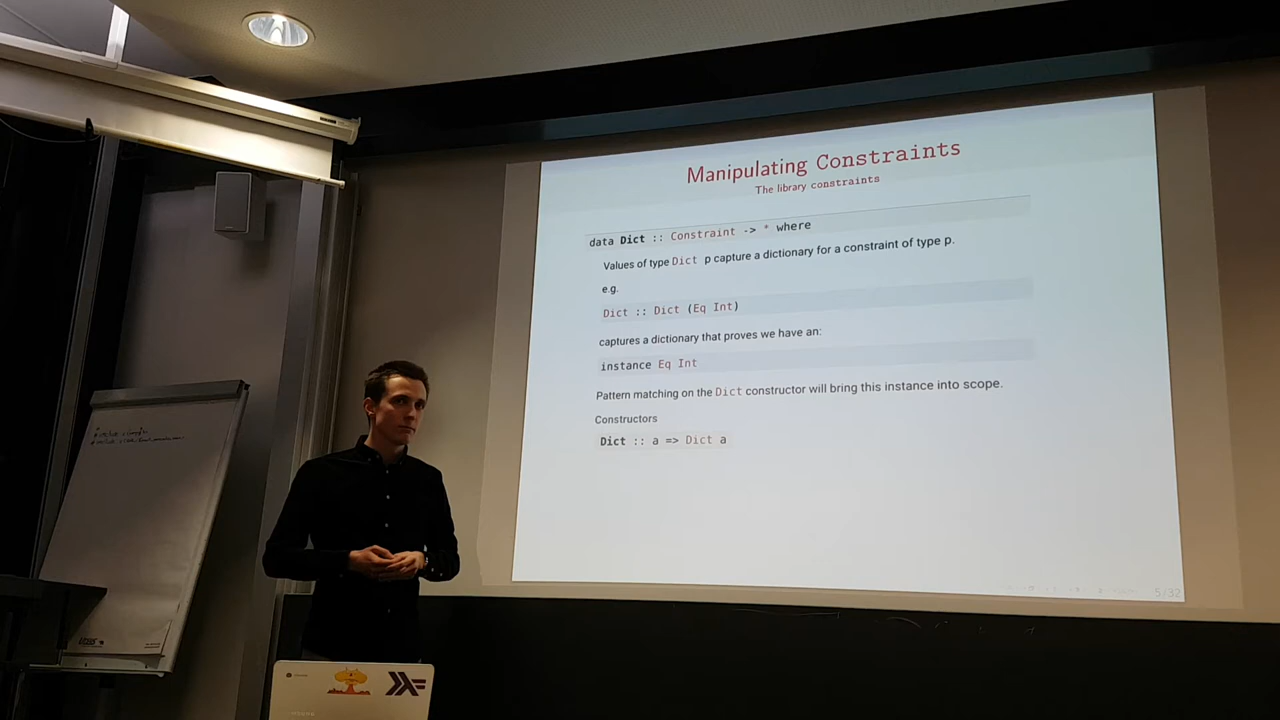 Manipulating Constraints
The library constraints
data Dict :: Constraint -> * where
Values of type Dict p capture a dictionary for a constraint of type p.
e.g.
Dict :: Dict (Eq Int)
captures a dictionary that proves we have an:
instance Eq Int
Pattern matching on the Dict constructor will bring this instance into scope.
Constructors
Dict :: a => Dict a
5/32